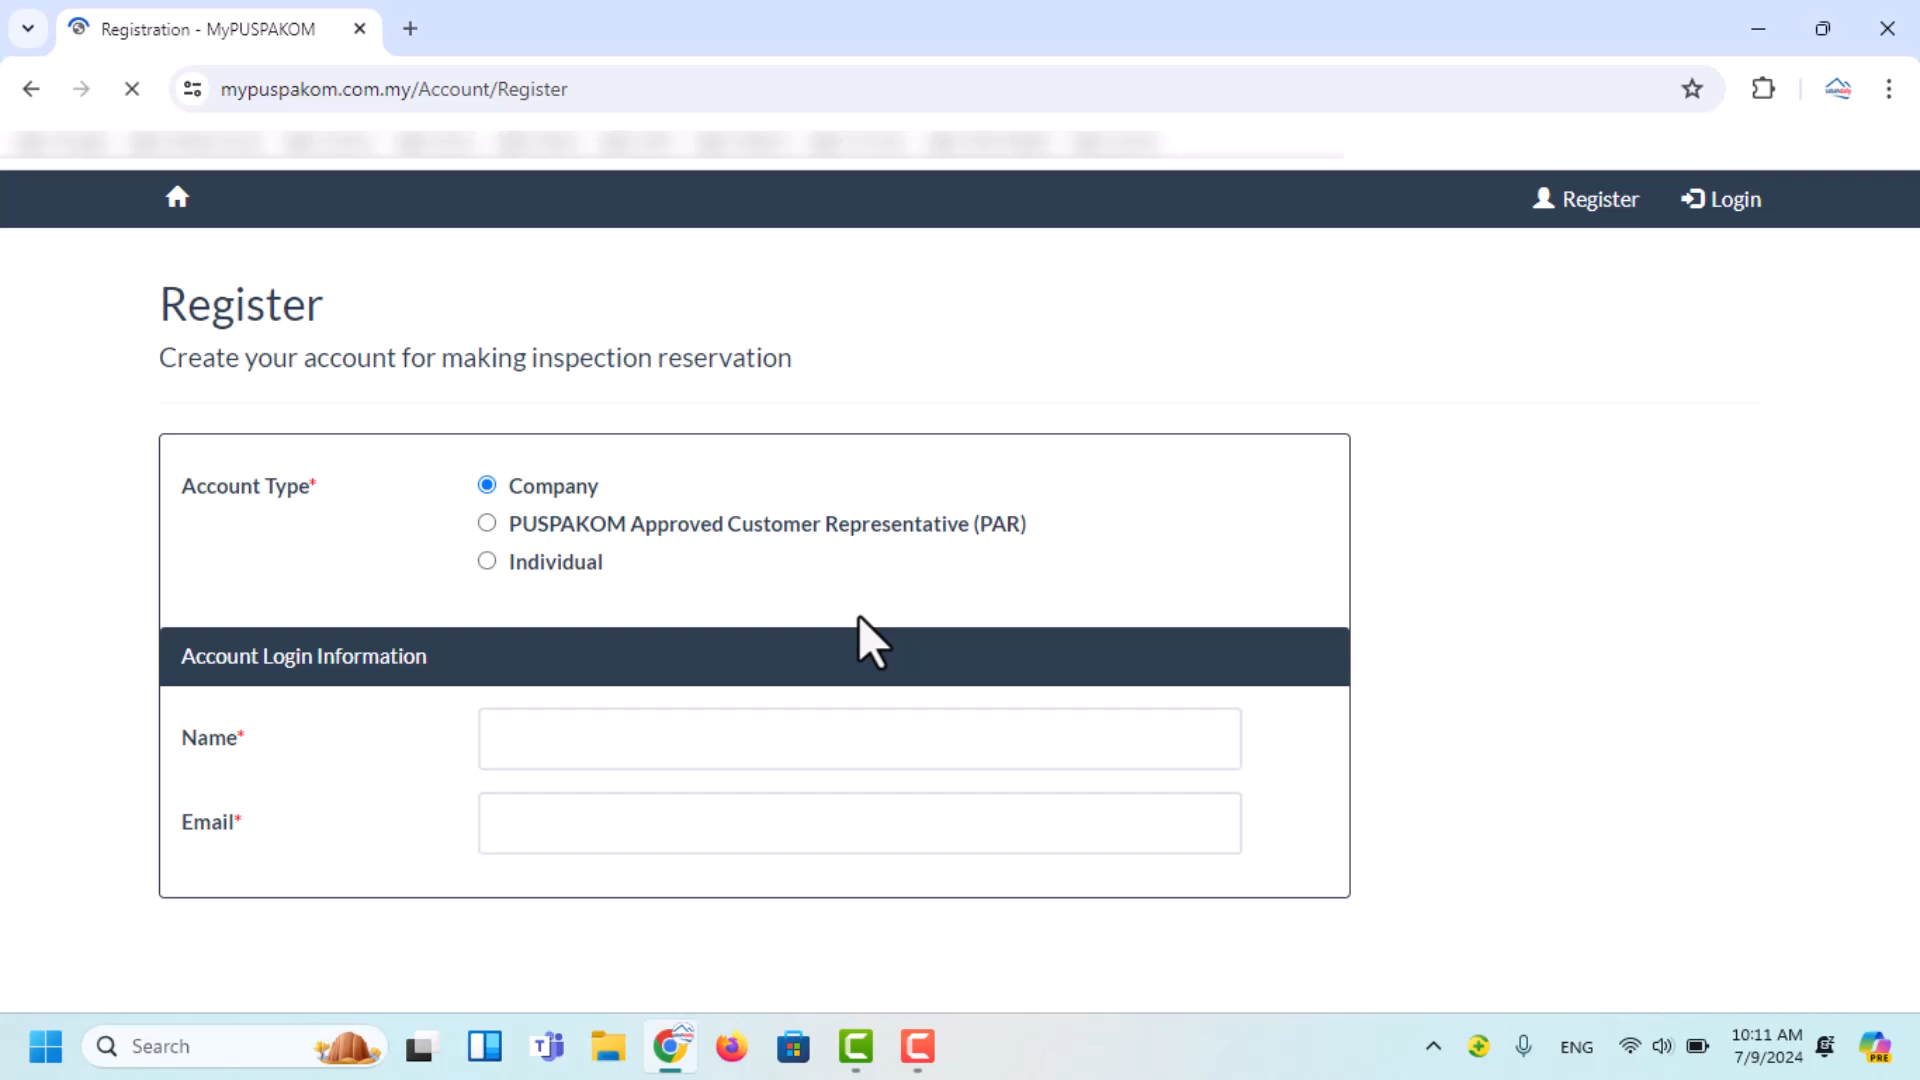 Registration - MyPUSPAKOM
mypuspakom.com.my/Account/Register
Register
Login
Register
Create your account for making inspection reservation
Account Type*
Company
PUSPAKOM Approved Customer Representative (PAR)
Individual
Account Login Information
Name*
Email*
Search
ENG
10:11 AM
7/9/2024
PRE